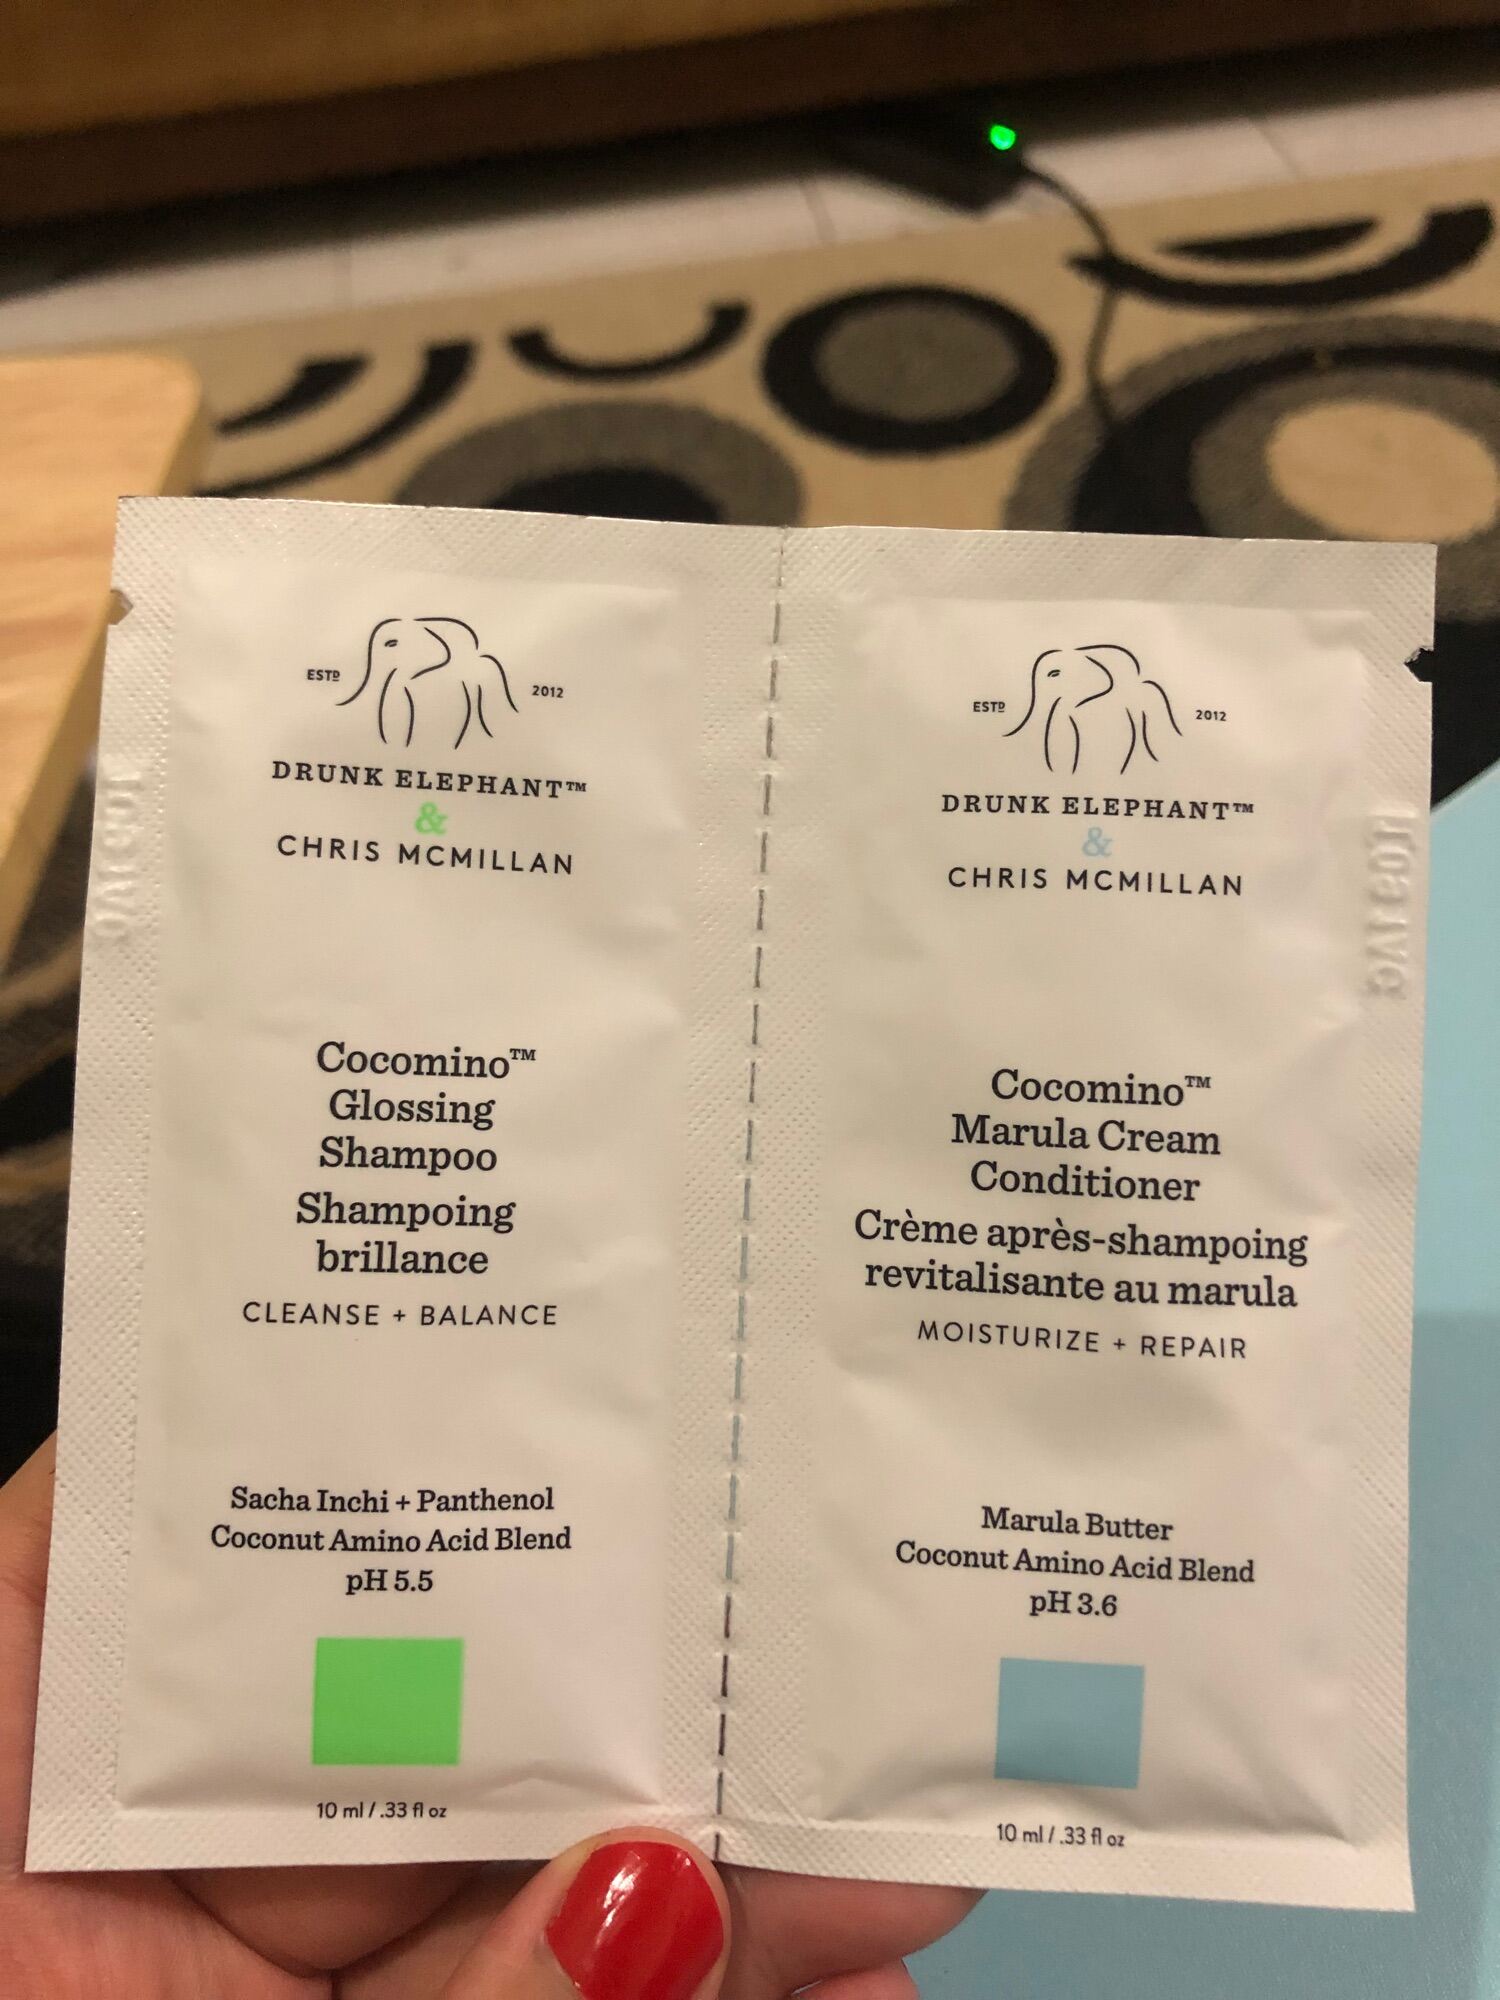 ESTD
2012
DRUNK ELEPHANT™
&
CHRIS MCMILLAN
Cocomino™
Glossing
Shampoo
Shampoing
brillance
CLEANSE + BALANCE
Sacha Inchi + Panthenol
Coconut Amino Acid Blend
pH 5.5
10 ml / .33 fl oz
ESTD
2012
DRUNK ELEPHANT™
&
CHRIS MCMILLAN
Cocomino™
Marula Cream
Conditioner
Crème après-shampoing
revitalisante au marula
MOISTURIZE + REPAIR
Marula Butter
Coconut Amino Acid Blend
pH 3.6
10 ml / .33 fl oz